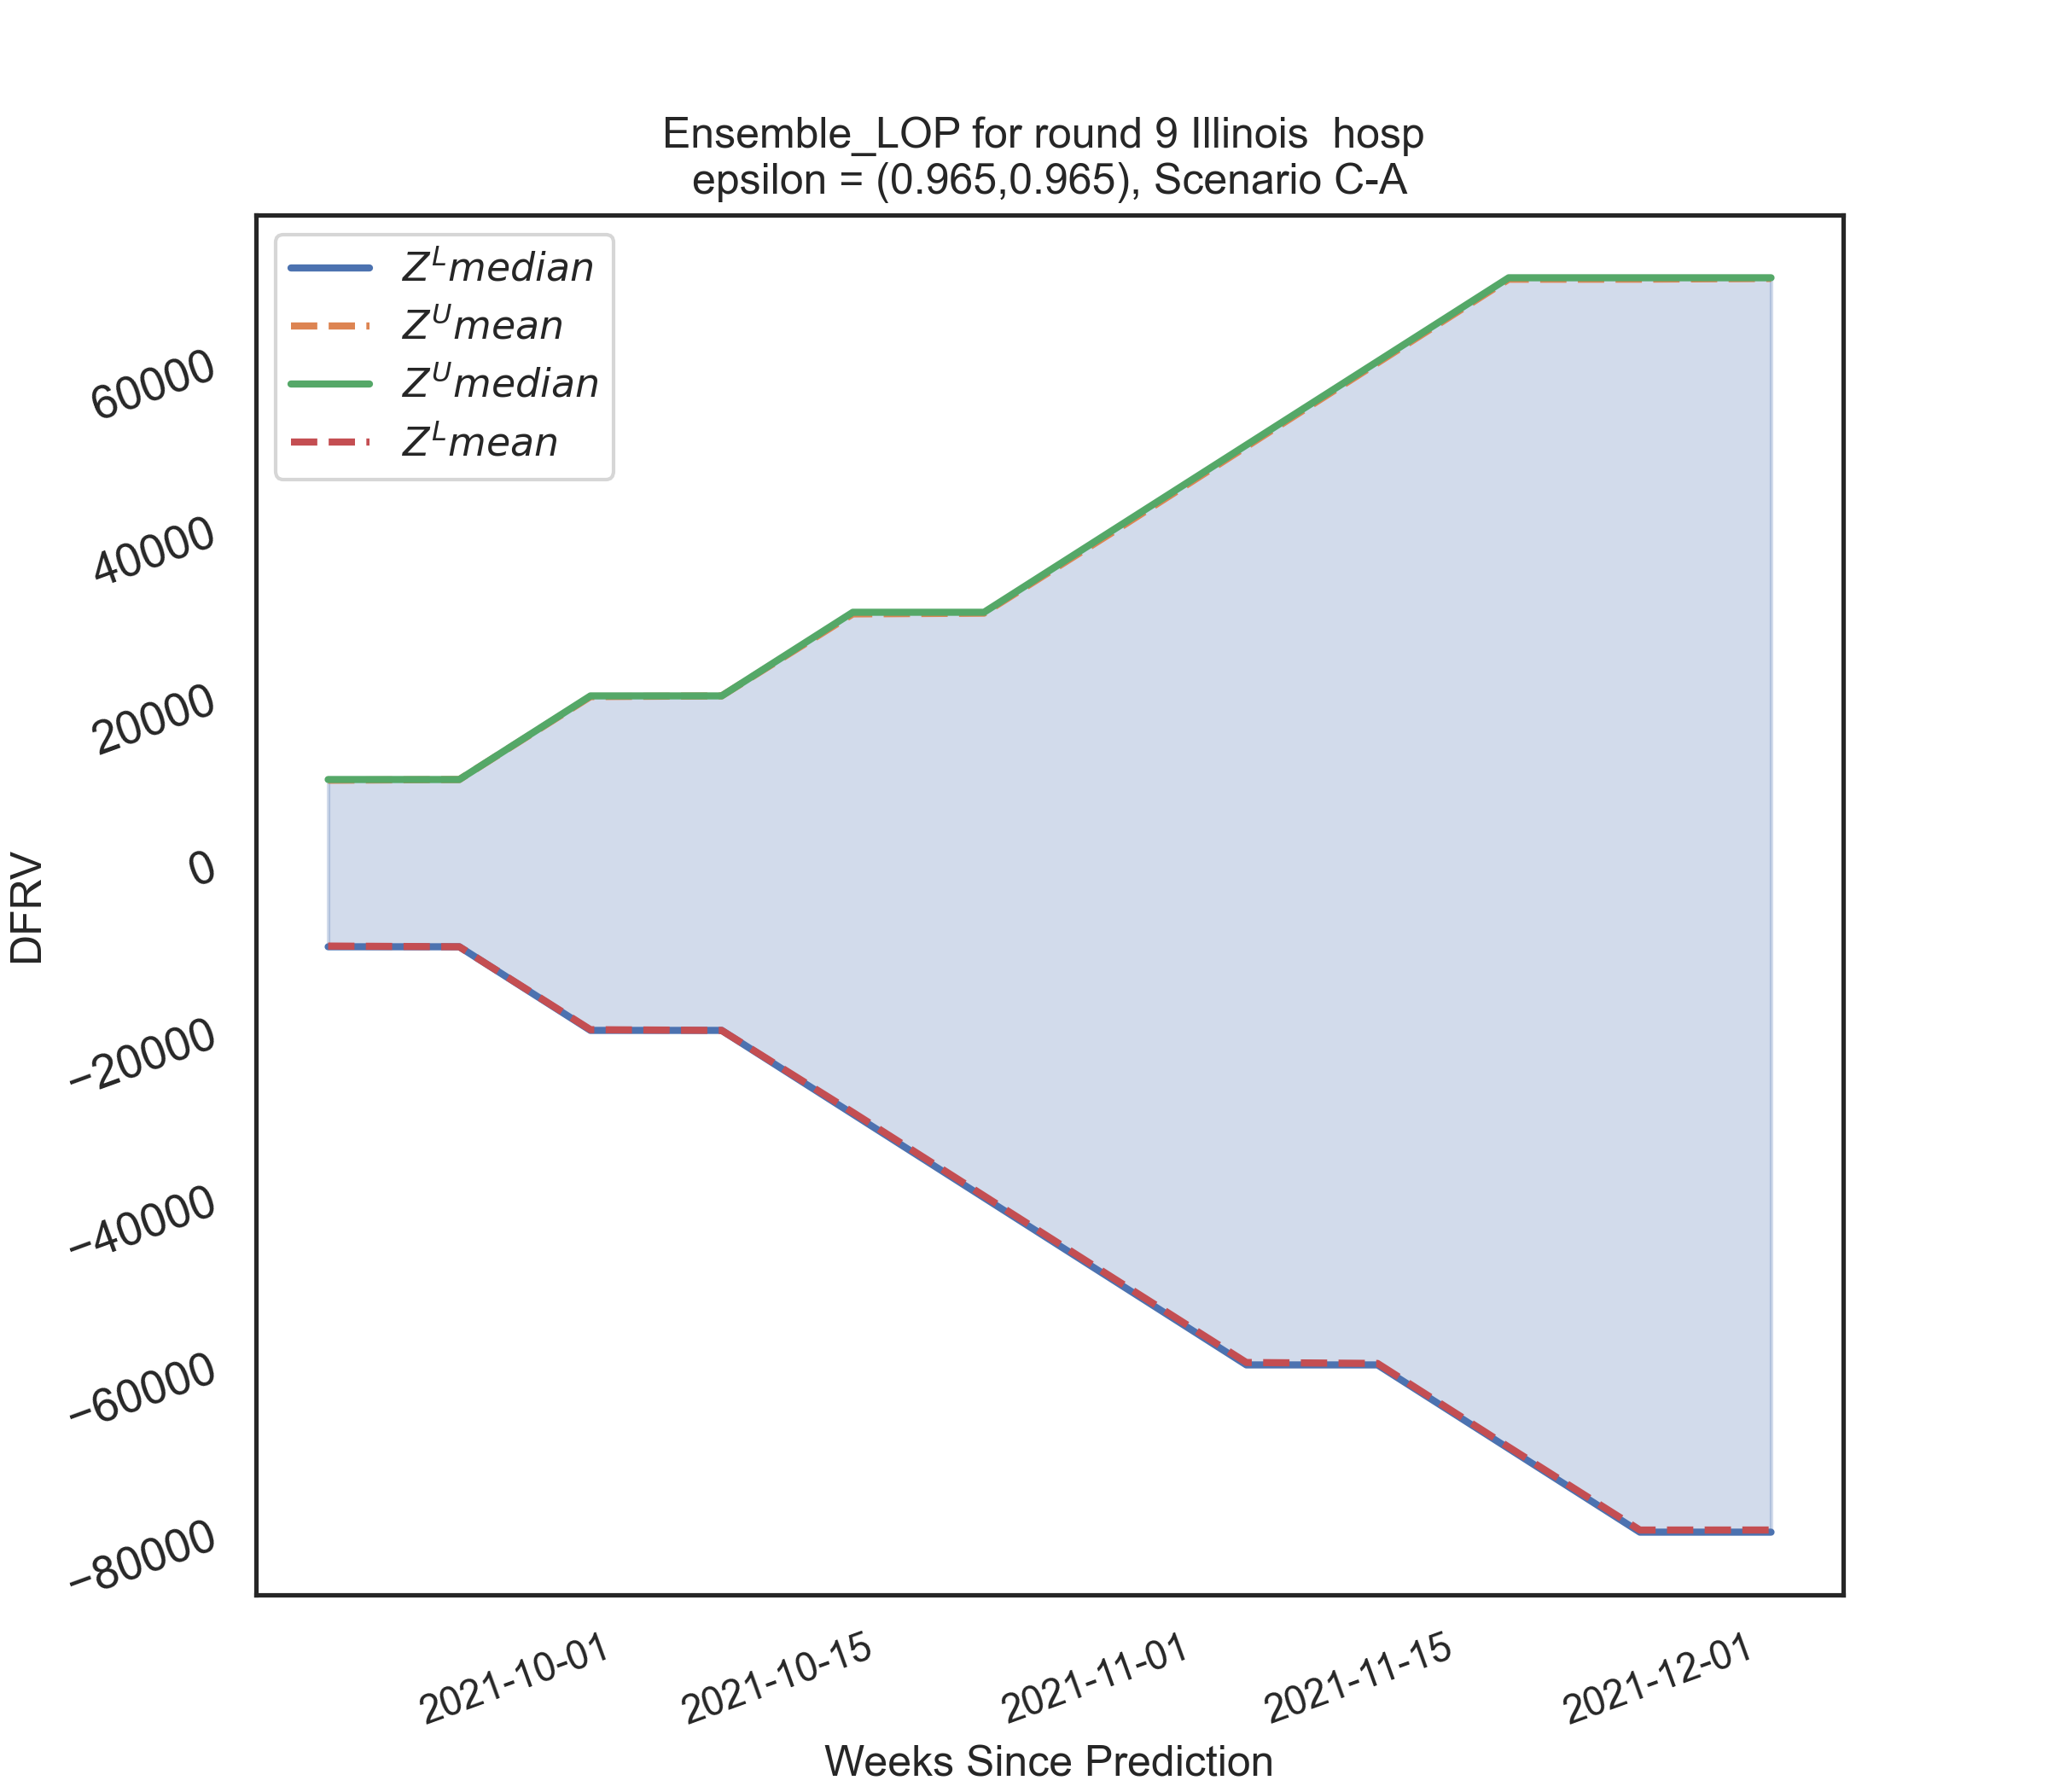 Ensemble_LOP for round 9 Illinois  hosp
epsilon = (0.965,0.965), Scenario C-A
Z^L median
Z^U mean
Z^U median
Z^L mean
60000
40000
20000
0
−20000
−40000
−60000
−80000
DFRV
2021-10-01
2021-10-15
2021-11-01
2021-11-15
2021-12-01
Weeks Since Prediction